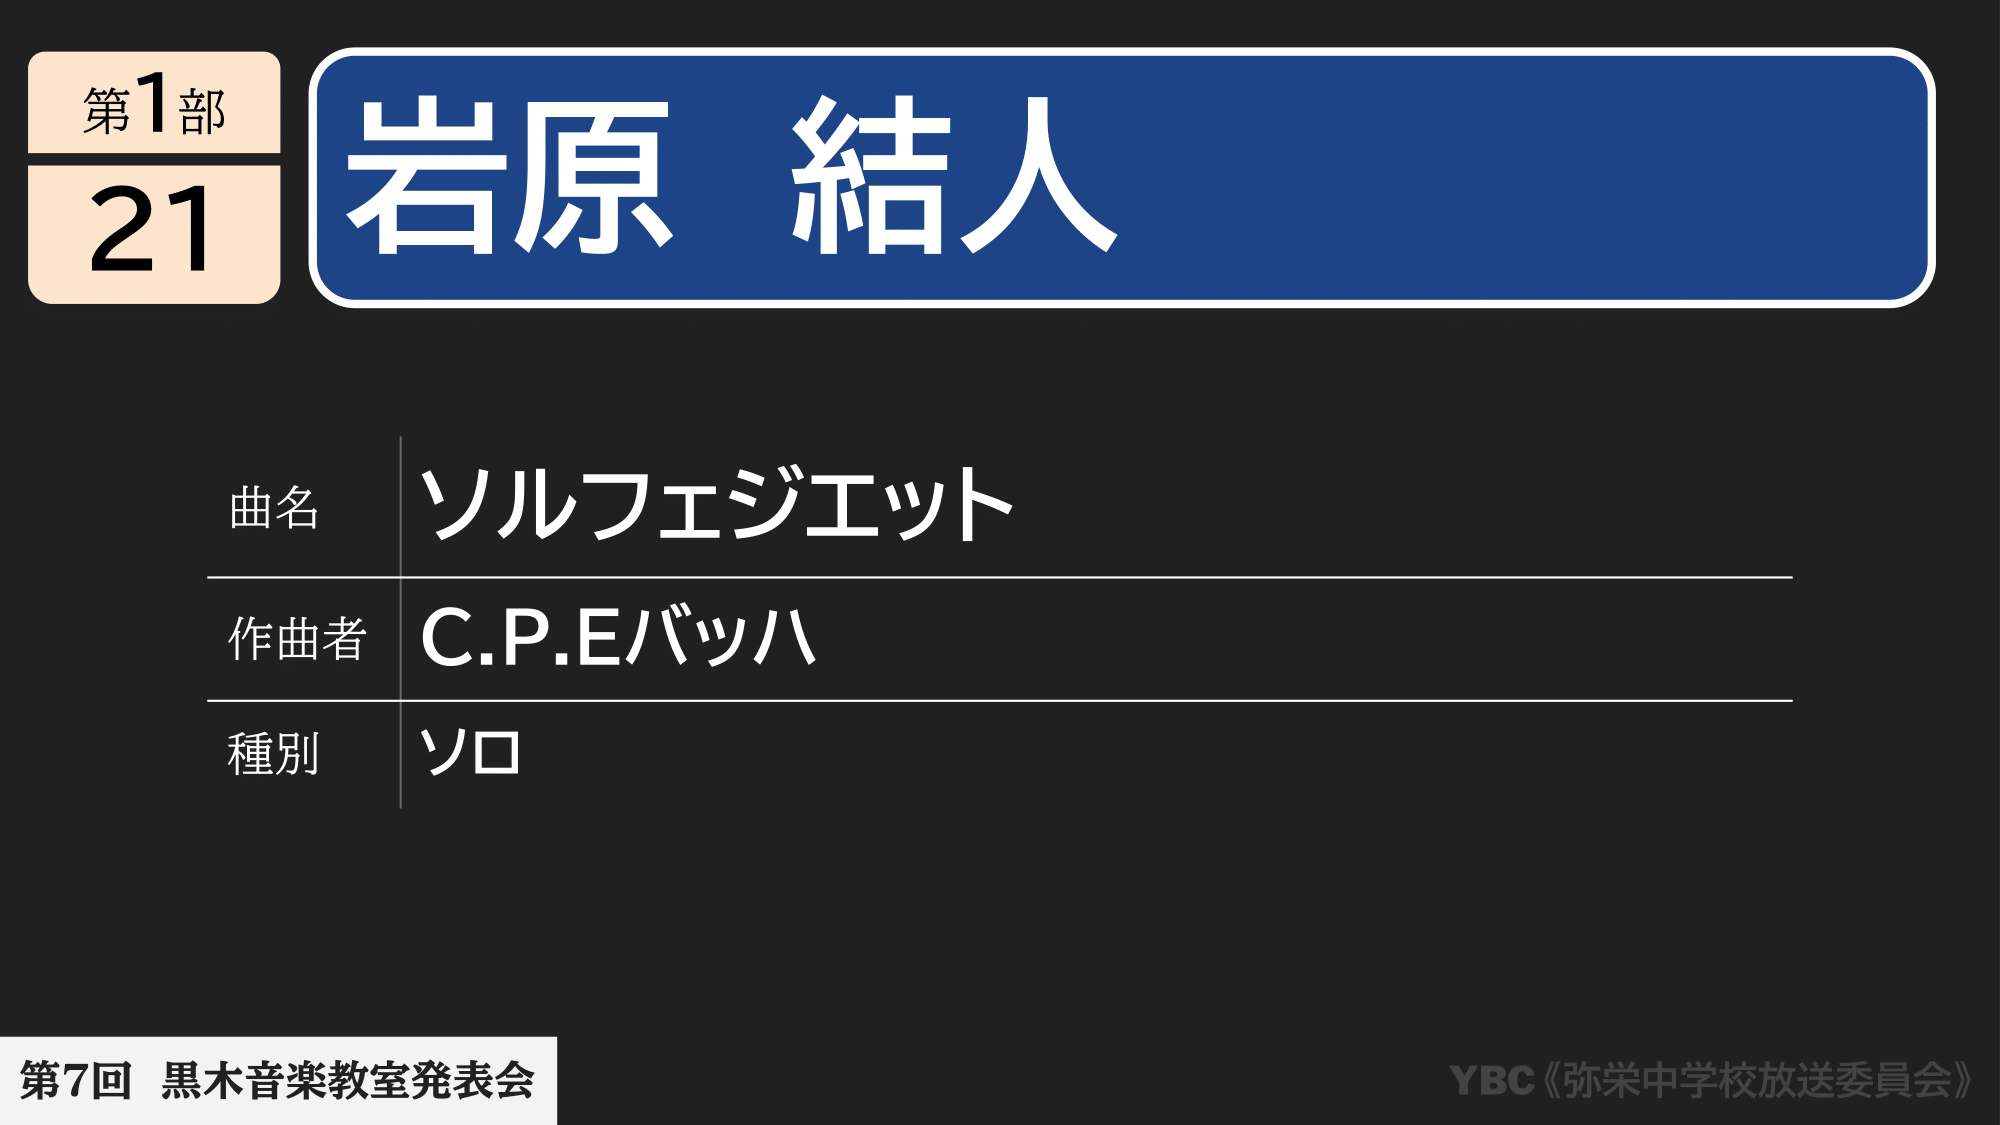 第1部
21
岩原　結人
曲名
ソルフェジエット
作曲者
C.P.Eバッハ
種別
ソロ
第7回　黒木音楽教室発表会
YBC《弥栄中学校放送委員会》